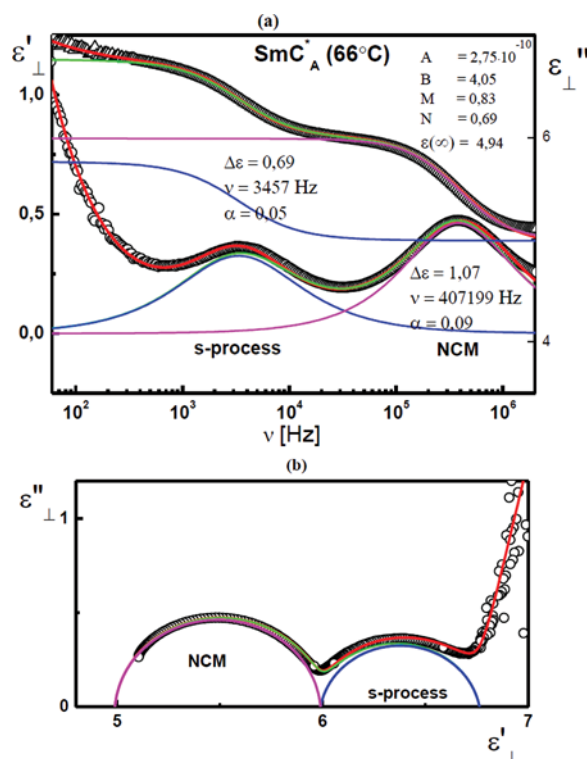 (a)
ε'⊥
SmC*A (66°C)
A = 2,75·10⁻¹⁰
B = 4,05
M = 0,83
N = 0,69
ε(∞) = 4,94
ε''⊥
1,0
0,5
0,0
6
4
Δε = 0,69
ν = 3457 Hz
α = 0,05
Δε = 1,07
ν = 407199 Hz
α = 0,09
s-process
NCM
10² 10³ 10⁴ 10⁵ 10⁶
ν [Hz]
(b)
ε''⊥
1
0
NCM
s-process
5 6 7
ε'⊥